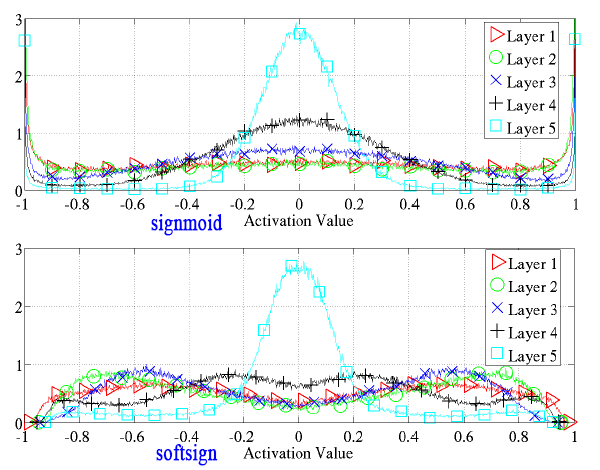 3
2
1
0
Layer 1
Layer 2
Layer 3
Layer 4
Layer 5
-1 -0.8 -0.6 -0.4 -0.2 0 0.2 0.4 0.6 0.8 1
signmoid Activation Value
3
2
1
0
Layer 1
Layer 2
Layer 3
Layer 4
Layer 5
-1 -0.8 -0.6 -0.4 -0.2 0 0.2 0.4 0.6 0.8 1
softsign Activation Value